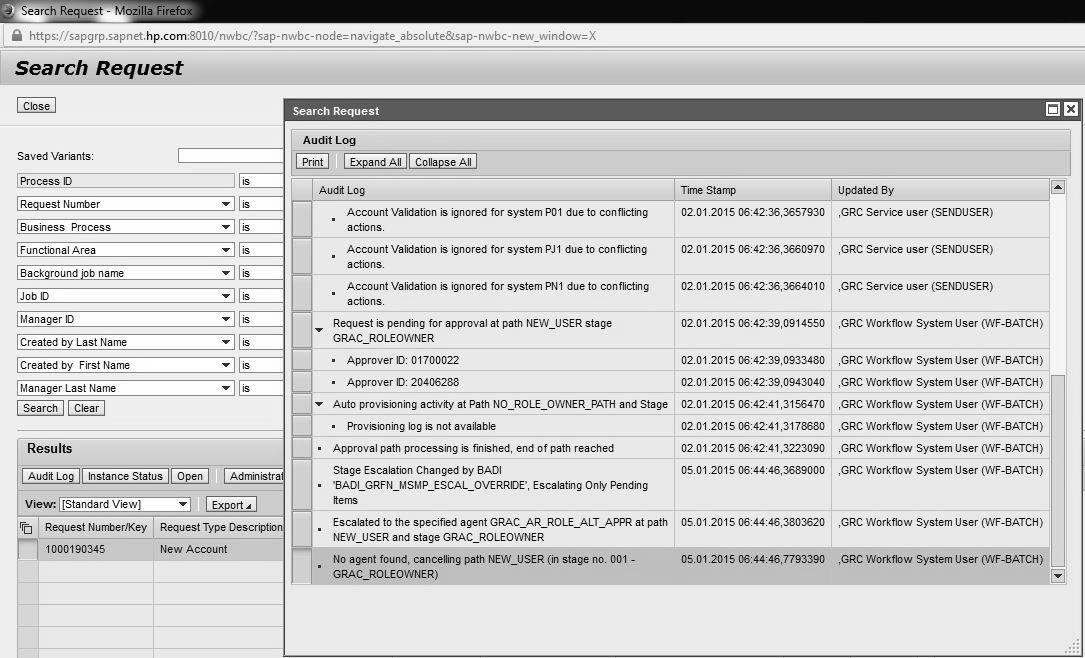 Search Request - Mozilla Firefox
https://sapgrp.sapnet.hp.com:8010/nwbc/?sap-nwbc-node=navigate_absolute&sap-nwbc-new_window=X
Search Request
Close
Saved Variants:
Process ID is
Request Number is
Business Process is
Functional Area is
Background job name is
Job ID is
Manager ID is
Created by Last Name is
Created by First Name is
Manager Last Name is
Search Clear
Results
Audit Log Instance Status Open Administrat
View: [Standard View] Export
Request Number/Key Request Type Description
1000190345 New Account
Search Request
Audit Log
Print Expand All Collapse All
Audit Log Time Stamp Updated By
Account Validation is ignored for system P01 due to conflicting 02.01.2015 06:42:36,3657930 ,GRC Service user (SENDUSER)
actions.
Account Validation is ignored for system PJ1 due to conflicting 02.01.2015 06:42:36,3660970 ,GRC Service user (SENDUSER)
actions.
Account Validation is ignored for system PN1 due to conflicting 02.01.2015 06:42:36,3664010 ,GRC Service user (SENDUSER)
actions.
Request is pending for approval at path NEW_USER stage 02.01.2015 06:42:39,0914550 ,GRC Workflow System User (WF-BATCH)
GRAC_ROLEOWNER
Approver ID: 01700022 02.01.2015 06:42:39,0933480 ,GRC Workflow System User (WF-BATCH)
Approver ID: 20406288 02.01.2015 06:42:39,0943040 ,GRC Workflow System User (WF-BATCH)
Auto provisioning activity at Path NO_ROLE_OWNER_PATH and Stage 02.01.2015 06:42:41,3156470 ,GRC Workflow System User (WF-BATCH)
Provisioning log is not available 02.01.2015 06:42:41,3178680 ,GRC Workflow System User (WF-BATCH)
Approval path processing is finished, end of path reached 02.01.2015 06:42:41,3223090 ,GRC Workflow System User (WF-BATCH)
Stage Escalation Changed by BADI 05.01.2015 06:44:46,3689000 ,GRC Workflow System User (WF-BATCH)
'BADI_GRFN_MSMP_ESCAL_OVERRIDE', Escalating Only Pending
Items
Escalated to the specified agent GRAC_AR_ROLE_ALT_APPR at path 05.01.2015 06:44:46,3803620 ,GRC Workflow System User (WF-BATCH)
NEW_USER and stage GRAC_ROLEOWNER
No agent found, cancelling path NEW_USER (in stage no. 001 - 05.01.2015 06:44:46,7793390 ,GRC Workflow System User (WF-BATCH)
GRAC_ROLEOWNER)